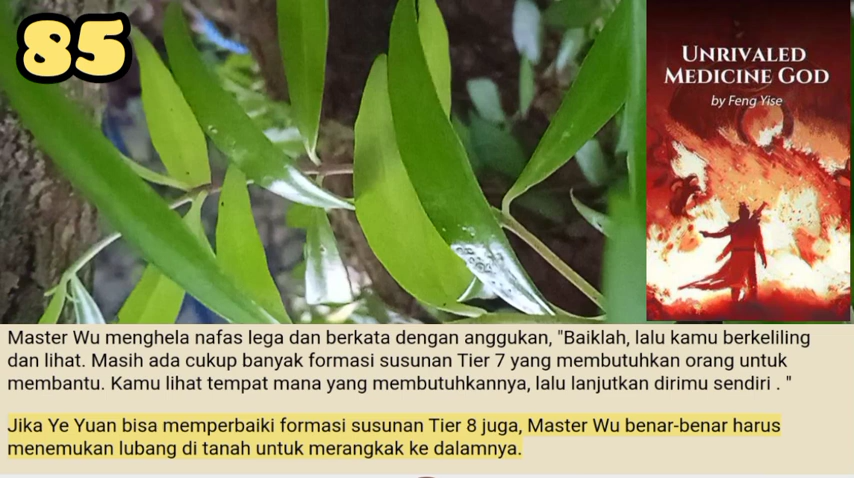 85
UNRIVALED
MEDICINE GOD
by Feng Yise
Master Wu menghela nafas lega dan berkata dengan anggukan, "Baiklah, lalu kamu berkeliling
dan lihat. Masih ada cukup banyak formasi susunan Tier 7 yang membutuhkan orang untuk
membantu. Kamu lihat tempat mana yang membutuhkannya, lalu lanjutkan dirimu sendiri . "
Jika Ye Yuan bisa memperbaiki formasi susunan Tier 8 juga, Master Wu benar-benar harus
menemukan lubang di tanah untuk merangkak ke dalamnya.